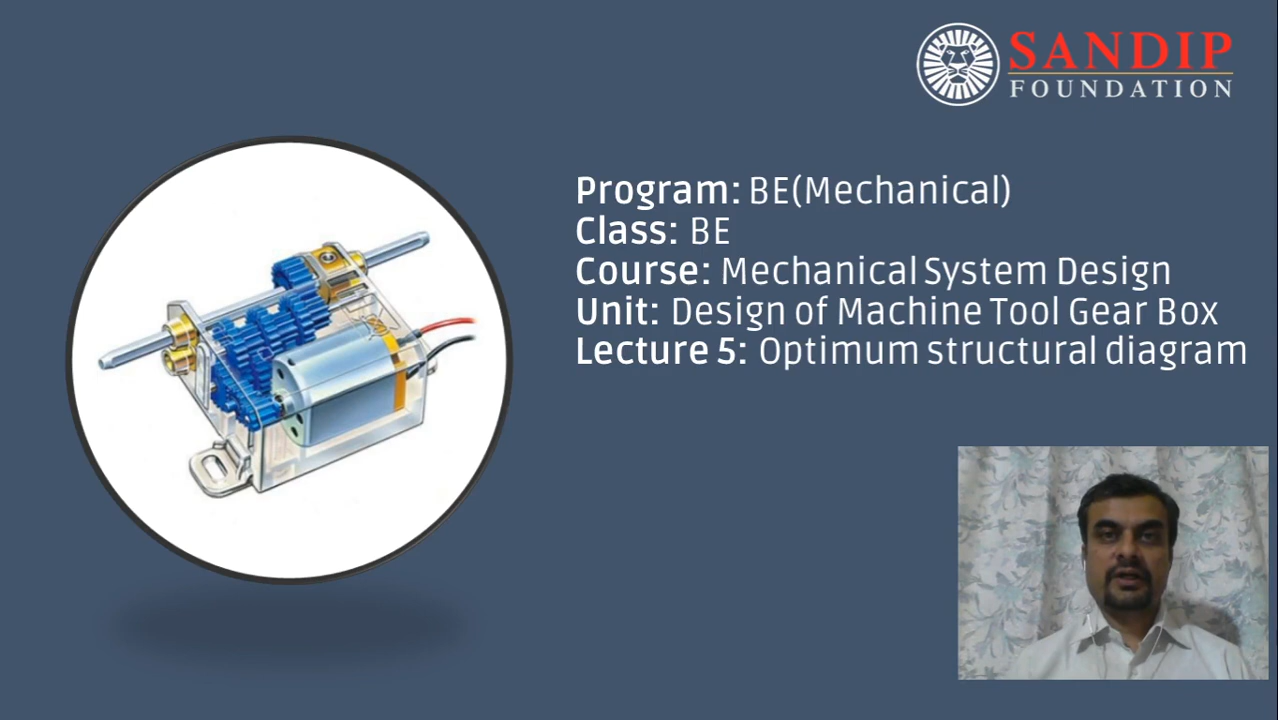 SANDIP
FOUNDATION
Program: BE(Mechanical)
Class: BE
Course: Mechanical System Design
Unit: Design of Machine Tool Gear Box
Lecture 5: Optimum structural diagram